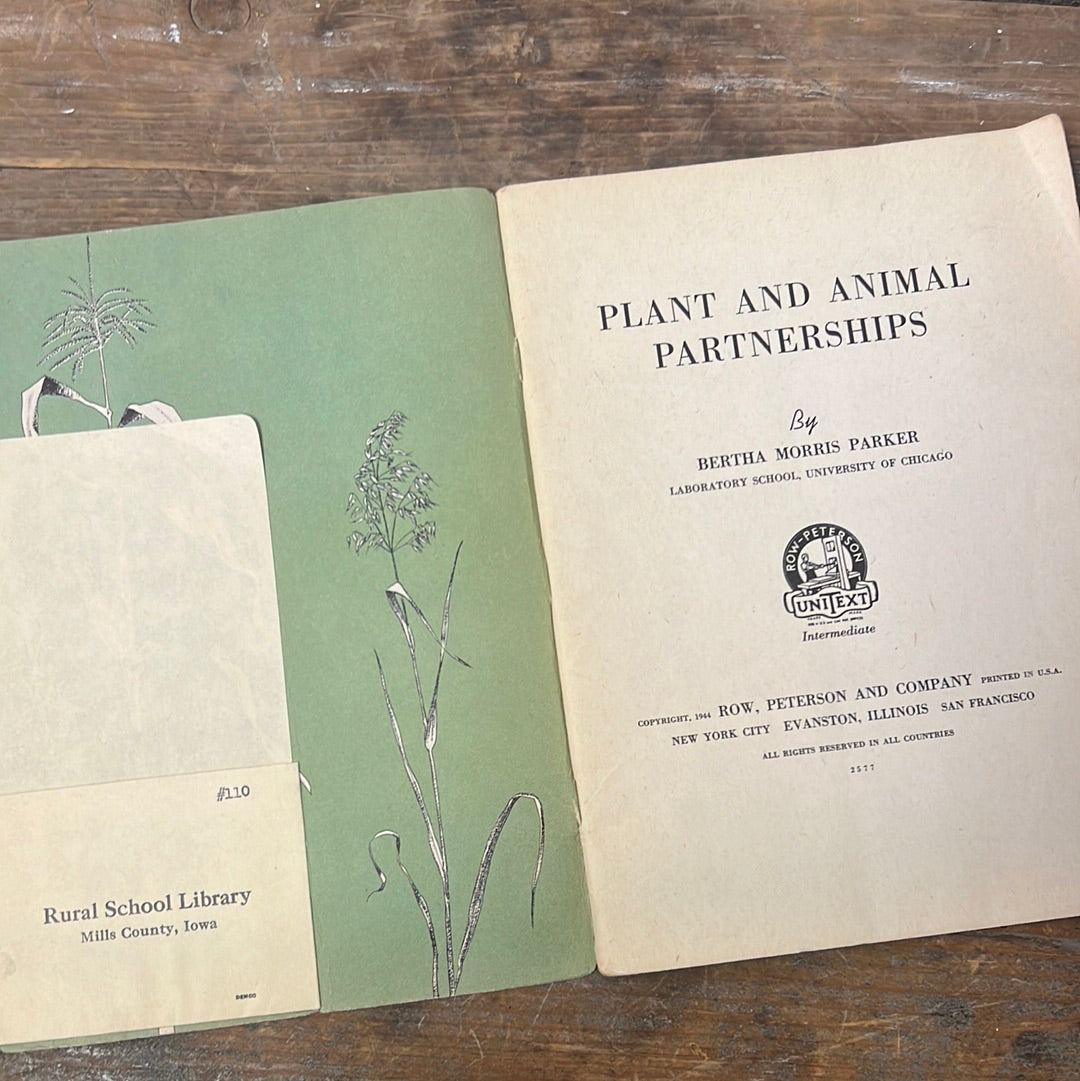 #110
Rural School Library
Mills County, Iowa
DEMCO
PLANT AND ANIMAL
PARTNERSHIPS
By
BERTHA MORRIS PARKER
LABORATORY SCHOOL, UNIVERSITY OF CHICAGO
ROW-PETERSON
UNITEXT
TRADE MARK
Intermediate
COPYRIGHT, 1944 ROW, PETERSON AND COMPANY PRINTED IN U.S.A.
NEW YORK CITY EVANSTON, ILLINOIS SAN FRANCISCO
ALL RIGHTS RESERVED IN ALL COUNTRIES
2577